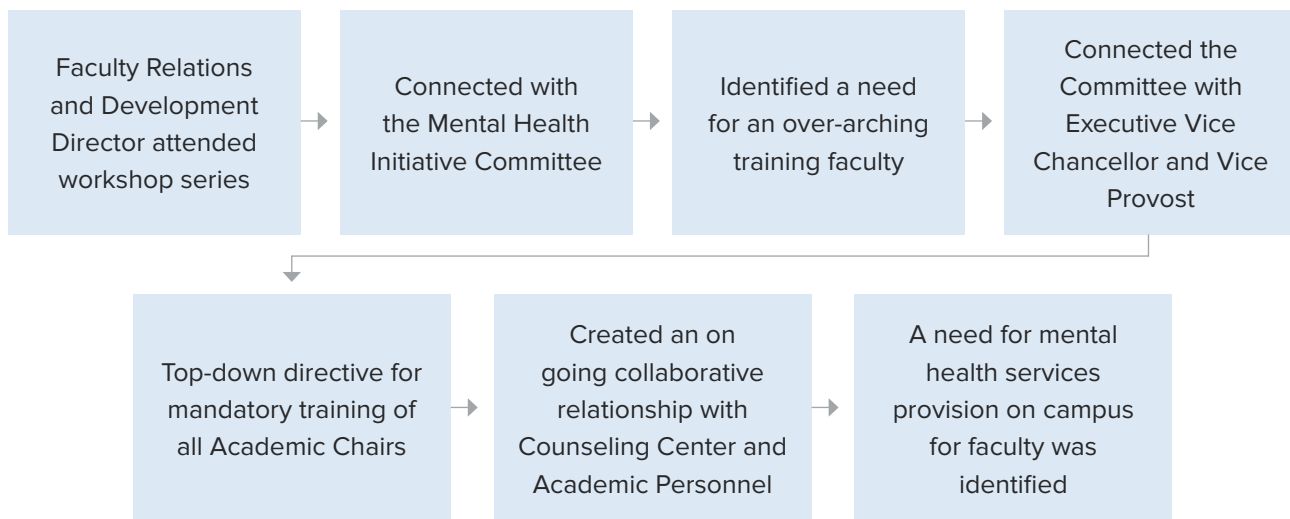 Faculty Relations
and Development
Director attended
workshop series
Connected with
the Mental Health
Initiative Committee
Identified a need
for an over-arching
training faculty
Connected the
Committee with
Executive Vice
Chancellor and Vice
Provost
Top-down directive for
mandatory training of
all Academic Chairs
Created an on
going collaborative
relationship with
Counseling Center and
Academic Personnel
A need for mental
health services
provision on campus
for faculty was
identified